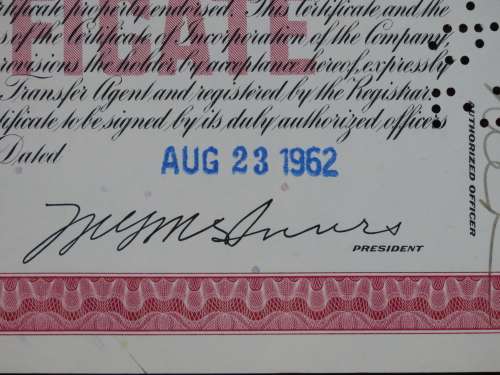 certificate properly endorsed. This Certificate and the
s of the Certificate of Incorporation of the Company,
FICATE
rovisions the holder by acceptance hereof, expressly
Transfer Agent and registered by the Registrar.
tificate to be signed by its duly authorized officers
Dated
AUG 23 1962
PRESIDENT
AUTHORIZED OFFICER